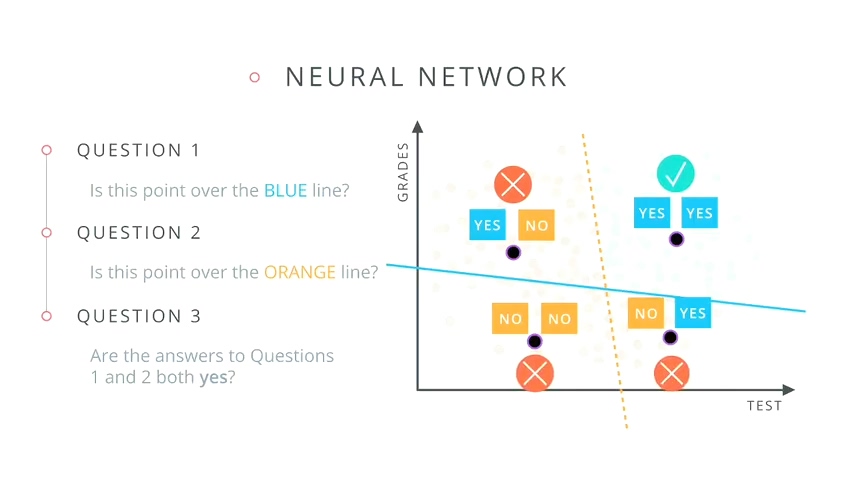 NEURAL NETWORK
QUESTION 1
Is this point over the BLUE line?
QUESTION 2
Is this point over the ORANGE line?
QUESTION 3
Are the answers to Questions
1 and 2 both yes?
GRADES
YES NO
YES YES
NO NO
NO YES
TEST